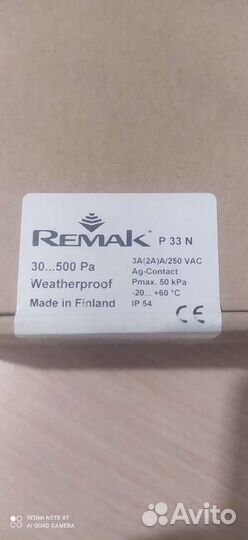 REMAK P 33 N
30...500 Pa
Weatherproof
Made in Finland
3A(2A)A/250 VAC
Ag-Contact
Pmax. 50 kPa
-20... +60 °C
IP 54
CE
REDMI NOTE 8T
AI QUAD CAMERA
Avito